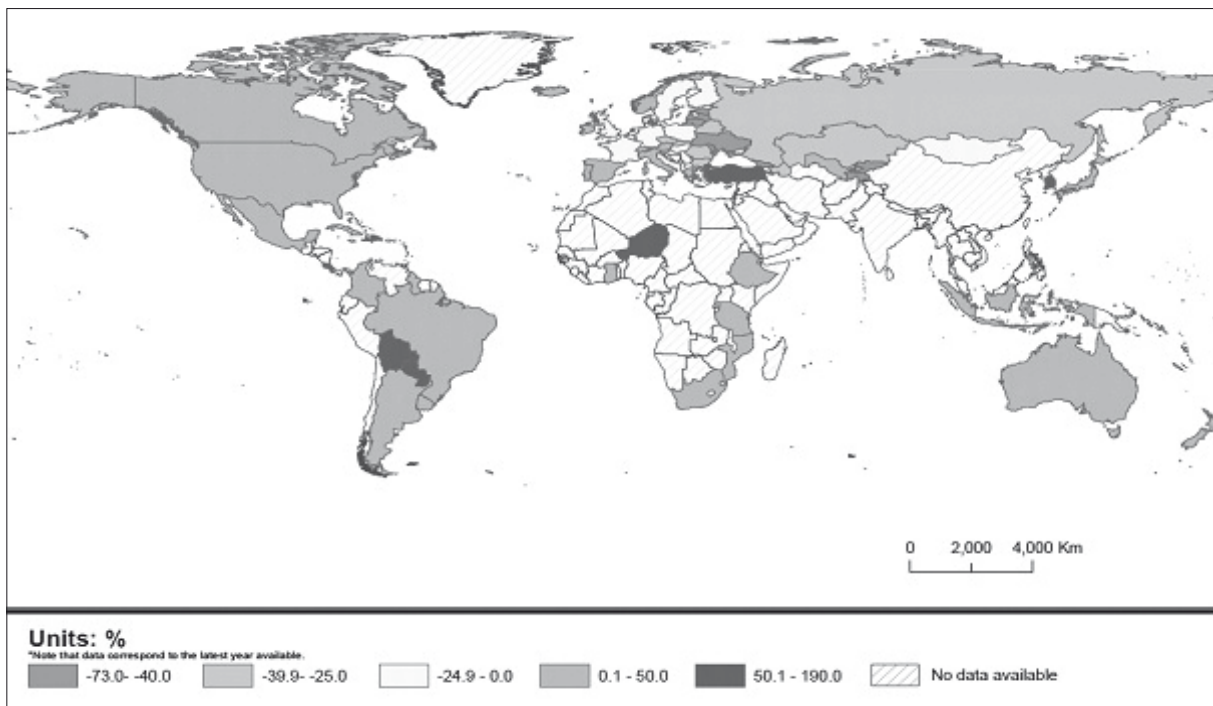 0 2,000 4,000 Km
Units: %
*Note that data correspond to the latest year available.
-73.0- -40.0 -39.9- -25.0 -24.9 - 0.0 0.1 - 50.0 50.1 - 190.0 No data available